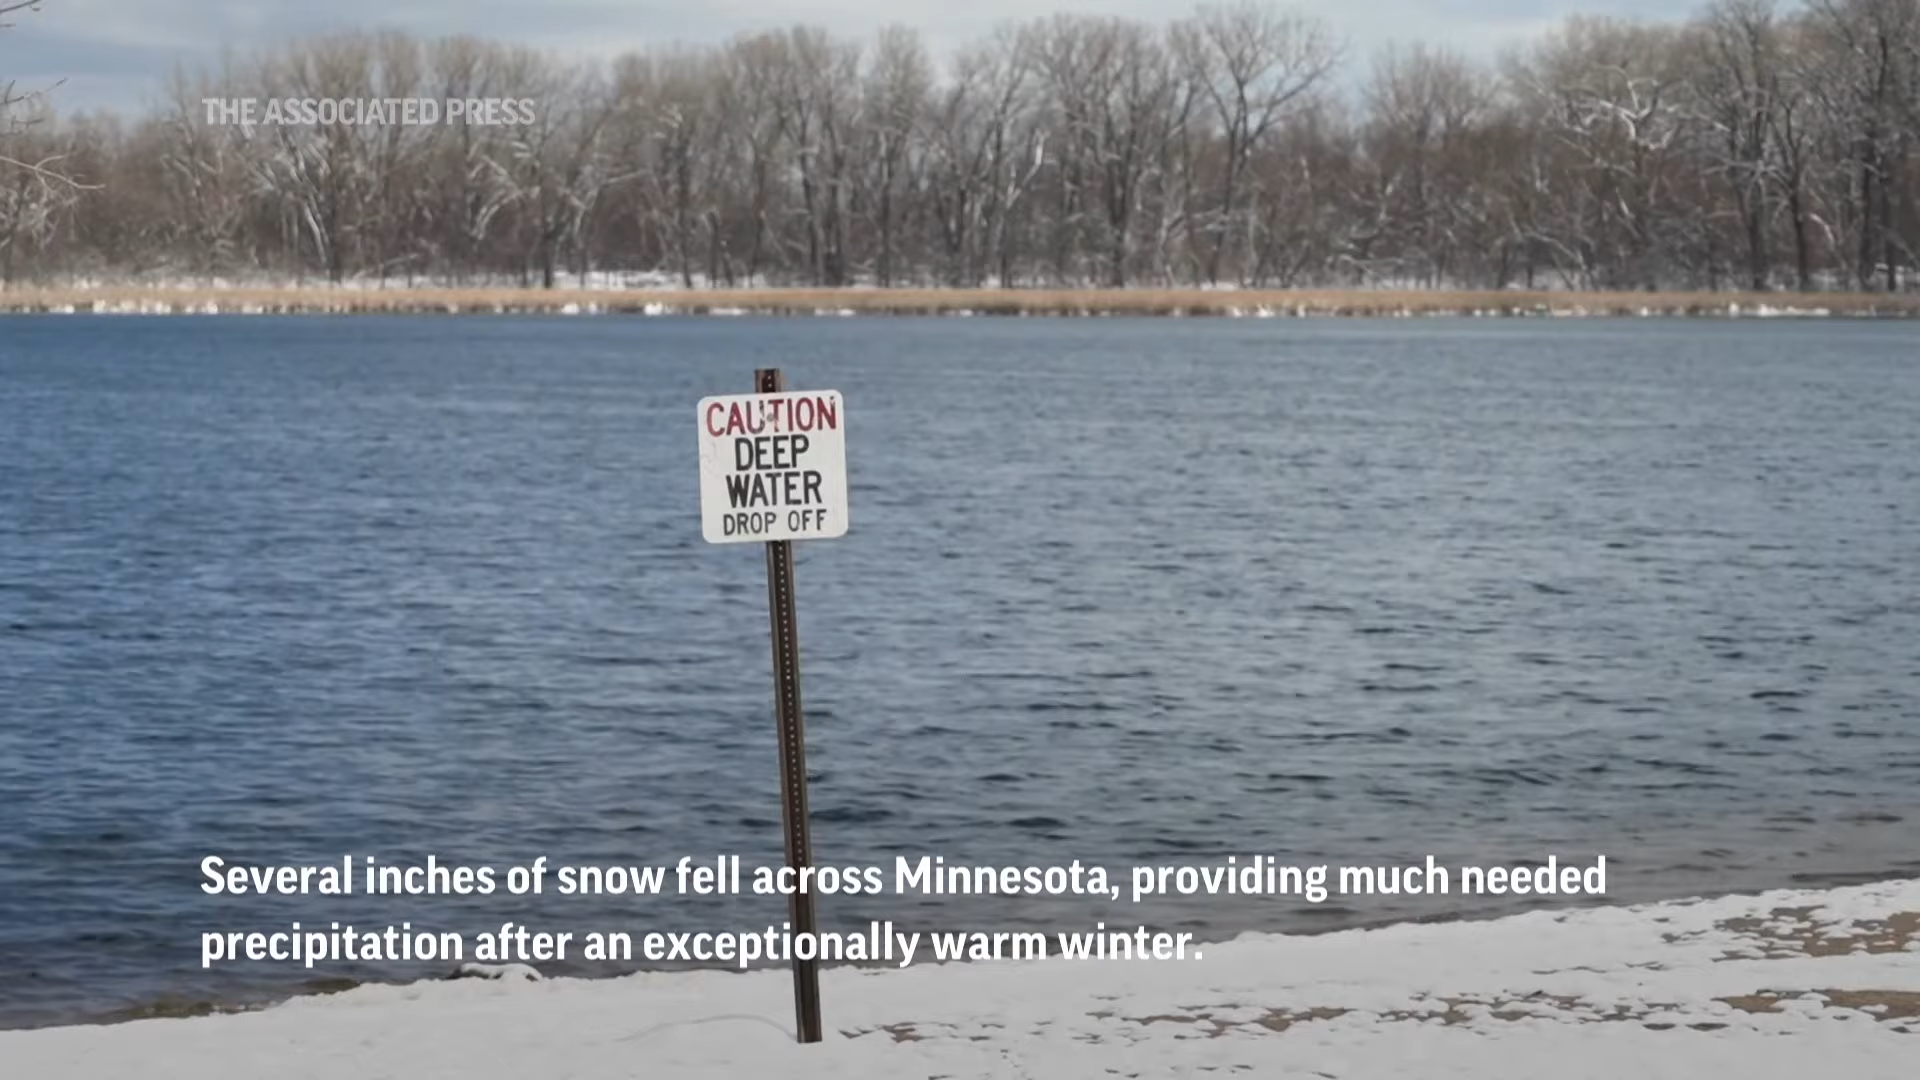 THE ASSOCIATED PRESS
CAUTION
DEEP
WATER
DROP OFF
Several inches of snow fell across Minnesota, providing much needed
precipitation after an exceptionally warm winter.